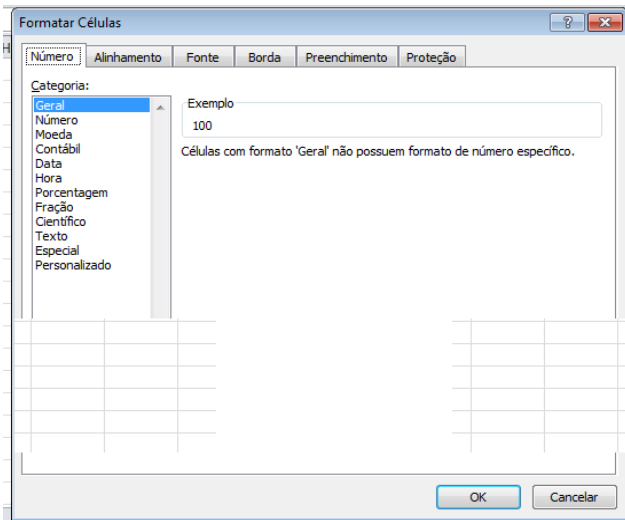 Formatar Células
H
Número Alinhamento Fonte Borda Preenchimento Proteção
Categoria:
Geral
Número
Moeda
Contábil
Data
Hora
Porcentagem
Fração
Científico
Texto
Especial
Personalizado
Exemplo
100
Células com formato 'Geral' não possuem formato de número específico.
OK Cancelar